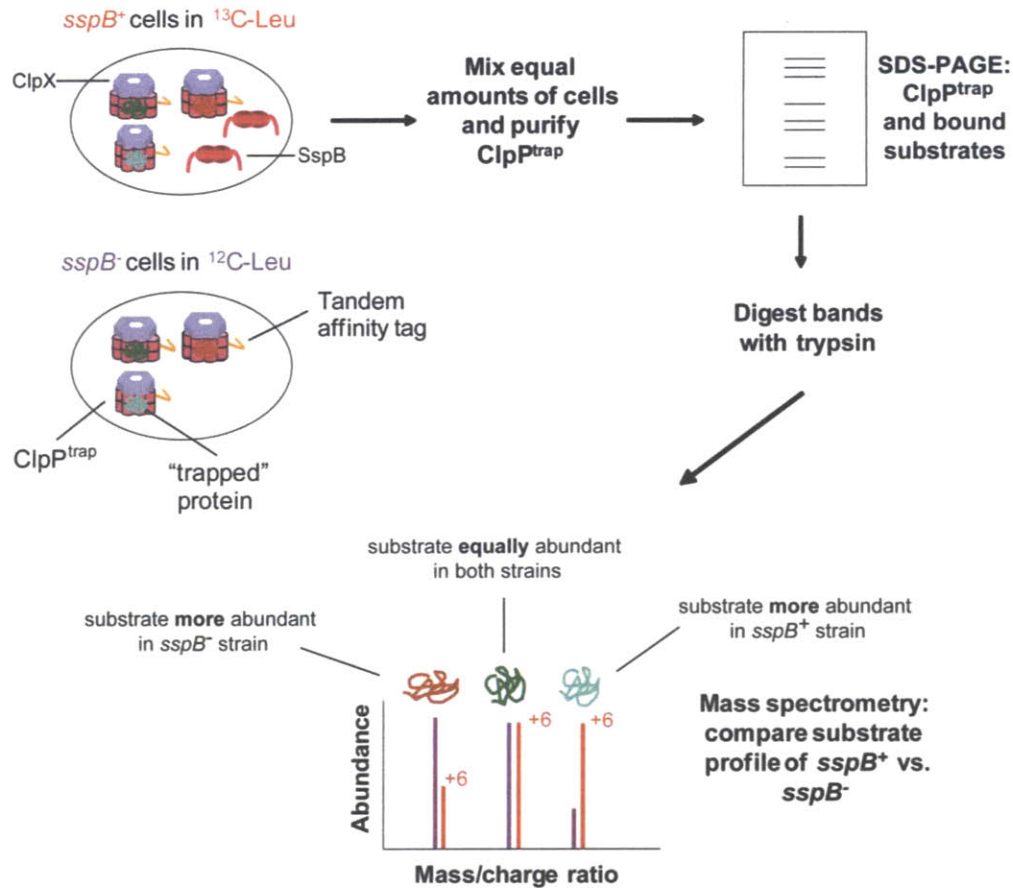 sspB⁺ cells in ¹³C-Leu
ClpX
SspB
Mix equal
amounts of cells
and purify
ClpPᵗʳᵃᵖ
SDS-PAGE:
ClpPᵗʳᵃᵖ
and bound
substrates
sspB⁻ cells in ¹²C-Leu
Tandem
affinity tag
ClpPᵗʳᵃᵖ
"trapped"
protein
Digest bands
with trypsin
substrate equally abundant
in both strains
substrate more abundant
in sspB⁻ strain
substrate more abundant
in sspB⁺ strain
+6
+6
+6
Abundance
Mass/charge ratio
Mass spectrometry:
compare substrate
profile of sspB⁺ vs.
sspB⁻